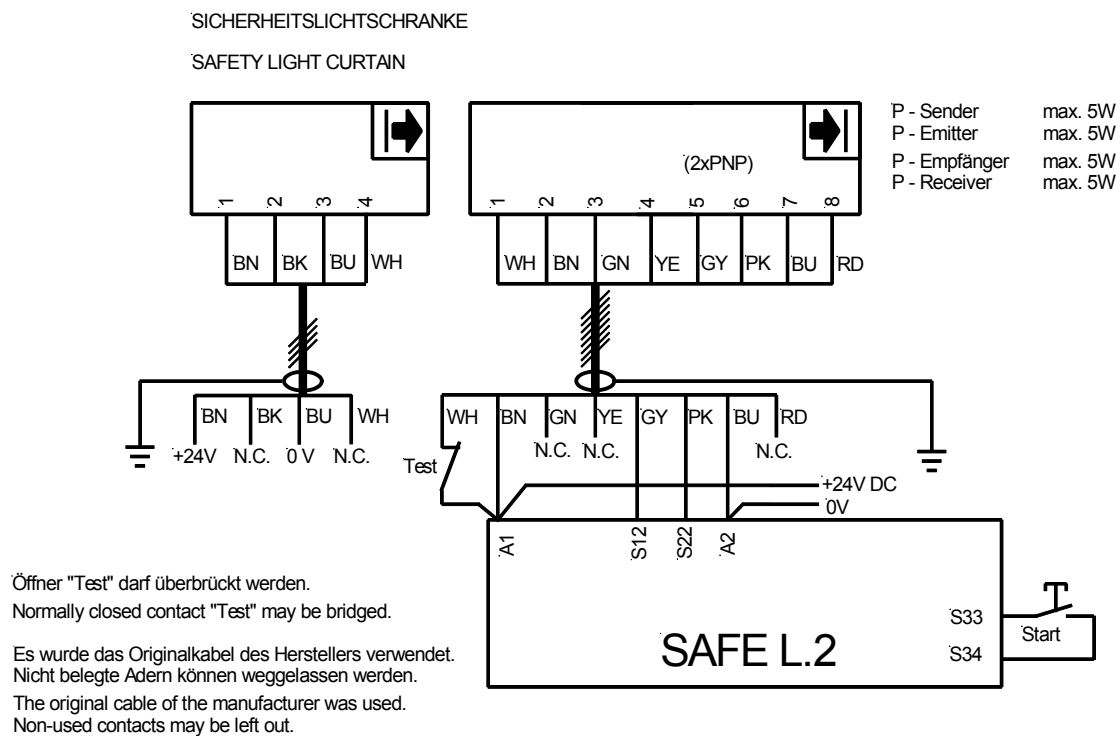 SICHERHEITSLICHTSCHRANKE
SAFETY LIGHT CURTAIN
P - Sender max. 5W
P - Emitter max. 5W
P - Empfänger max. 5W
P - Receiver max. 5W
(2xPNP)
1 2 3 4
1 2 3 4 5 6 7 8
BN BK BU WH
WH BN GN YE GY PK BU RD
BN BK BU WH
WH BN GN YE GY PK BU RD
+24V N.C. 0 V N.C.
N.C. N.C. N.C.
Test
+24V DC
0V
A1 S12 S22 A2
S33
S34
Start
SAFE L.2
Öffner "Test" darf überbrückt werden.
Normally closed contact "Test" may be bridged.
Es wurde das Originalkabel des Herstellers verwendet.
Nicht belegte Adern können weggelassen werden.
The original cable of the manufacturer was used.
Non-used contacts may be left out.